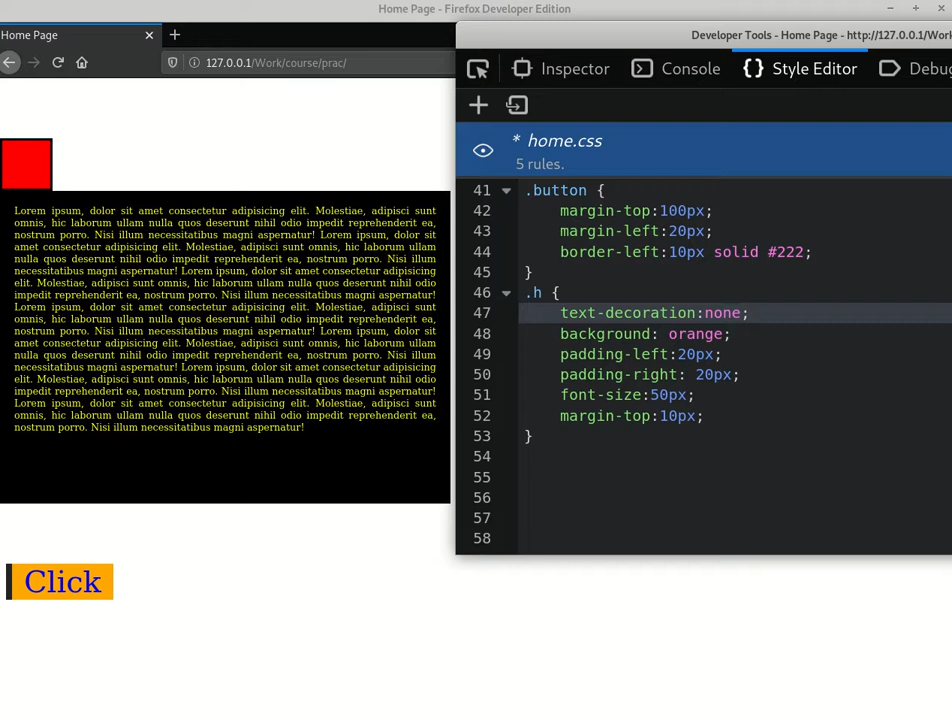 Home Page - Firefox Developer Edition
Home Page
Developer Tools - Home Page - http://127.0.0.1/Work
127.0.0.1/Work/course/prac/
Inspector
Console
{} Style Editor
Debug
* home.css
5 rules.
Lorem ipsum, dolor sit amet consectetur adipisicing elit. Molestiae, adipisci sunt
omnis, hic laborum ullam nulla quos deserunt nihil odio impedit reprehenderit ea,
nostrum porro. Nisi illum necessitatibus magni aspernatur! Lorem ipsum, dolor sit
amet consectetur adipisicing elit. Molestiae, adipisci sunt omnis, hic laborum ullam
nulla quos deserunt nihil odio impedit reprehenderit ea, nostrum porro. Nisi illum
necessitatibus magni aspernatur! Lorem ipsum, dolor sit amet consectetur adipisicing
elit. Molestiae, adipisci sunt omnis, hic laborum ullam nulla quos deserunt nihil odio
impedit reprehenderit ea, nostrum porro. Nisi illum necessitatibus magni aspernatur!
Lorem ipsum, dolor sit amet consectetur adipisicing elit. Molestiae, adipisci sunt
omnis, hic laborum ullam nulla quos deserunt nihil odio impedit reprehenderit ea,
nostrum porro. Nisi illum necessitatibus magni aspernatur! Lorem ipsum, dolor sit
amet consectetur adipisicing elit. Molestiae, adipisci sunt omnis, hic laborum ullam
nulla quos deserunt nihil odio impedit reprehenderit ea, nostrum porro. Nisi illum
necessitatibus magni aspernatur! Lorem ipsum, dolor sit amet consectetur adipisicing
elit. Molestiae, adipisci sunt omnis, hic laborum ullam nulla quos deserunt nihil odio
impedit reprehenderit ea, nostrum porro. Nisi illum necessitatibus magni aspernatur!
Lorem ipsum, dolor sit amet consectetur adipisicing elit. Molestiae, adipisci sunt
omnis, hic laborum ullam nulla quos deserunt nihil odio impedit reprehenderit ea,
nostrum porro. Nisi illum necessitatibus magni aspernatur!
Click
41 .button {
42 margin-top:100px;
43 margin-left:20px;
44 border-left:10px solid #222;
45 }
46 .h {
47 text-decoration:none;
48 background: orange;
49 padding-left:20px;
50 padding-right: 20px;
51 font-size:50px;
52 margin-top:10px;
53 }
54
55
56
57
58